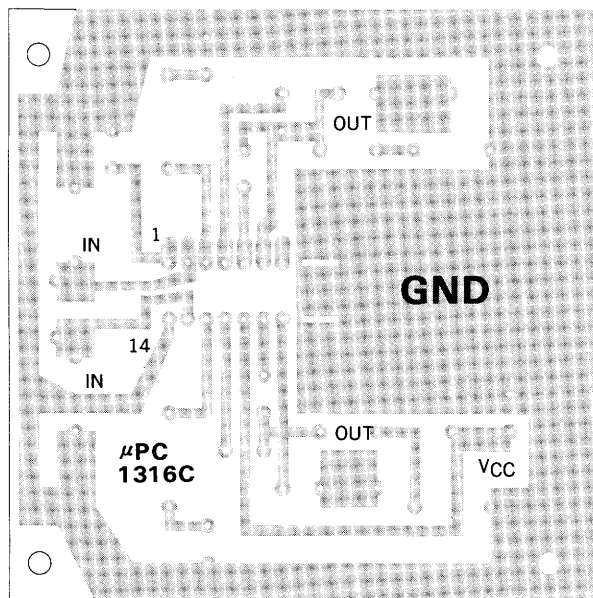 OUT
1
IN
GND
14
IN
OUT
μPC
1316C
VCC